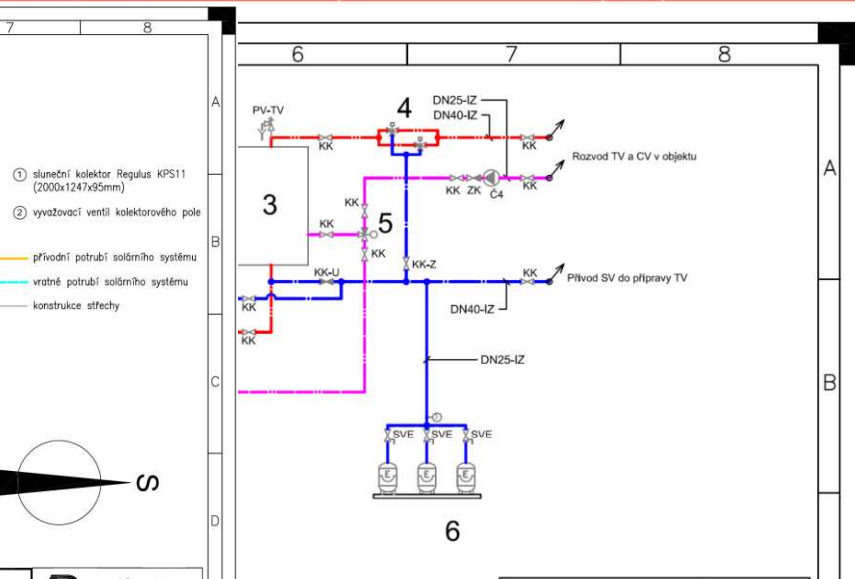 7
8
A
B
C
D
① sluneční kolektor Regulus KPS11
(2000x1247x95mm)
② vyvažovací ventil kolektorového pole
přívodní potrubí solárního systému
vratné potrubí solárního systému
konstrukce střechy
S
6
7
8
A
B
PV-TV
4
DN25-IZ
DN40-IZ
KK
KK
Rozvod TV a CV v objektu
3
KK
ZK
Č4
KK
KK
5
KK
KK
KK-Z
KK-U
KK
Přívod SV do přípravy TV
KK
DN40-IZ
KK
DN25-IZ
SVE
SVE
SVE
E
E
E
6